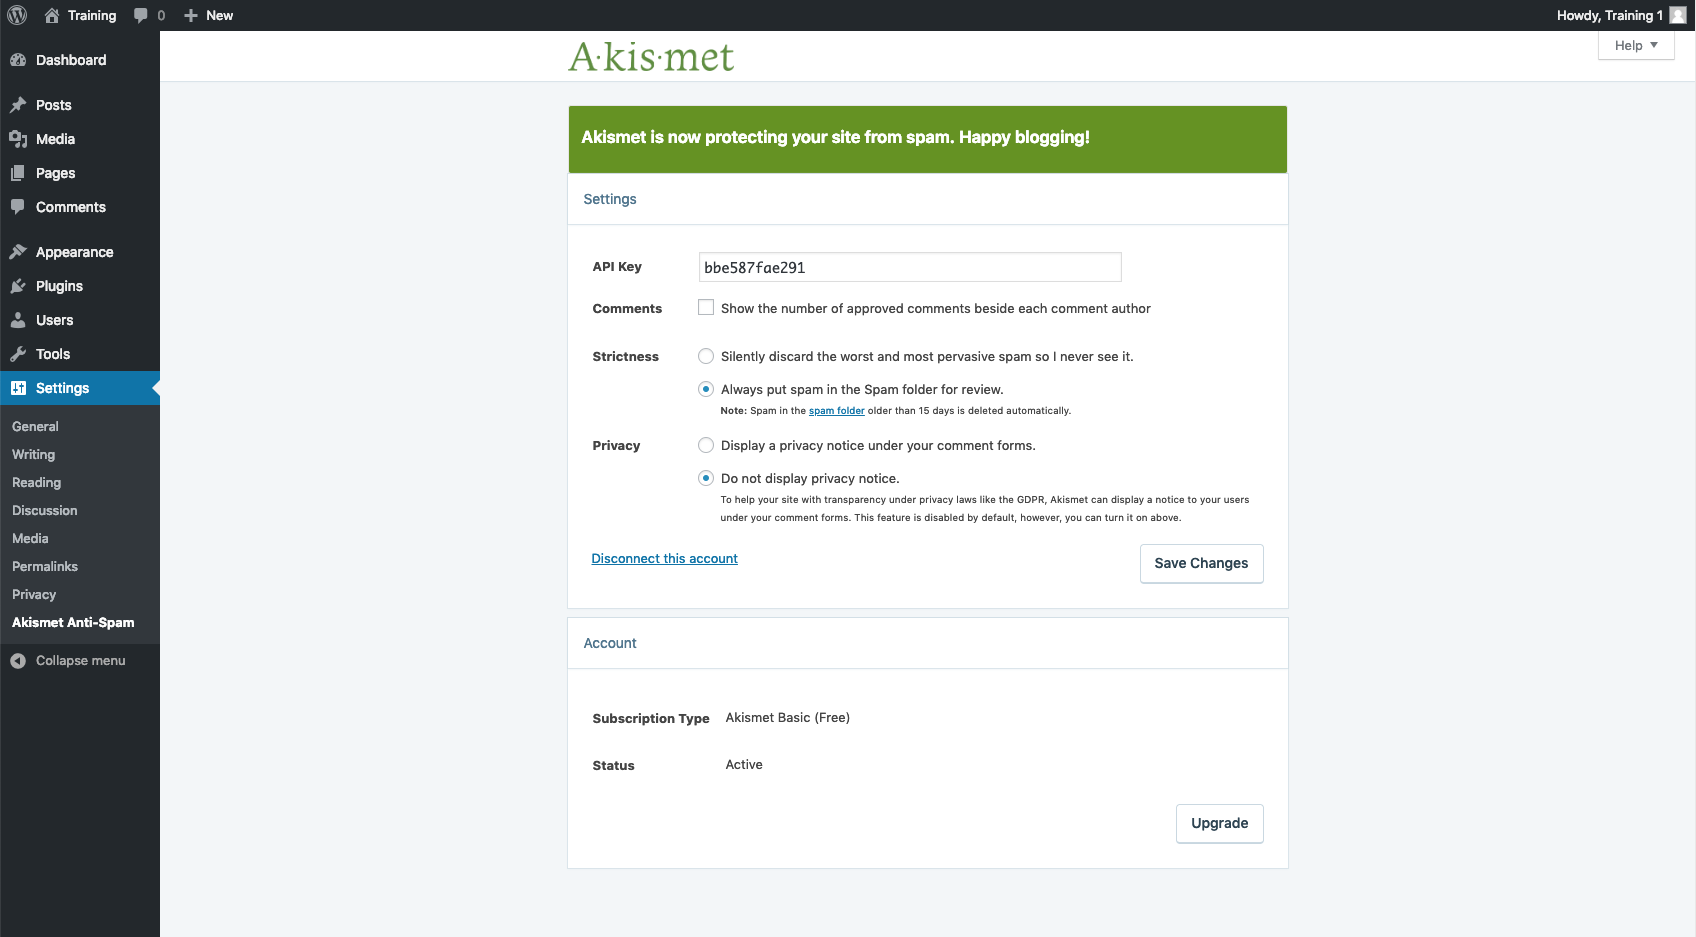 Training
0
New
Howdy, Training 1
Dashboard
Posts
Media
Pages
Comments
Appearance
Plugins
Users
Tools
Settings
General
Writing
Reading
Discussion
Media
Permalinks
Privacy
Akismet Anti-Spam
Collapse menu
A·kis·met
Help
Akismet is now protecting your site from spam. Happy blogging!
Settings
API Key
bbe587fae291
Comments
Show the number of approved comments beside each comment author
Strictness
Silently discard the worst and most pervasive spam so I never see it.
Always put spam in the Spam folder for review.
Note: Spam in the spam folder older than 15 days is deleted automatically.
Privacy
Display a privacy notice under your comment forms.
Do not display privacy notice.
To help your site with transparency under privacy laws like the GDPR, Akismet can display a notice to your users
under your comment forms. This feature is disabled by default, however, you can turn it on above.
Disconnect this account
Save Changes
Account
Subscription Type
Akismet Basic (Free)
Status
Active
Upgrade